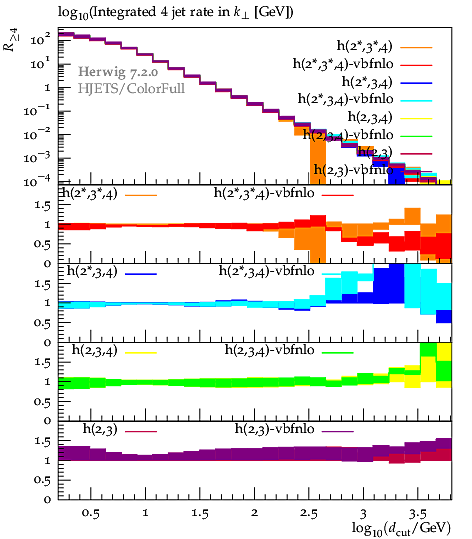 log₁₀(Integrated 4 jet rate in k⊥ [GeV])
R≥4
10²
10¹
1
10⁻¹
10⁻²
10⁻³
10⁻⁴
Herwig 7.2.0
HJETS/ColorFull
h(2*,3*,4)
h(2*,3*,4)-vbfnlo
h(2*,3,4)
h(2*,3,4)-vbfnlo
h(2,3,4)
h(2,3,4)-vbfnlo
h(2,3)
h(2,3)-vbfnlo
h(2*,3*,4) h(2*,3*,4)-vbfnlo
1.5
1
0.5
0
h(2*,3,4) h(2*,3,4)-vbfnlo
1.5
1
0.5
0
h(2,3,4) h(2,3,4)-vbfnlo
1.5
1
0.5
0
h(2,3) h(2,3)-vbfnlo
1.5
1
0.5
0
0.5 1 1.5 2 2.5 3 3.5
log₁₀(d_cut/GeV)